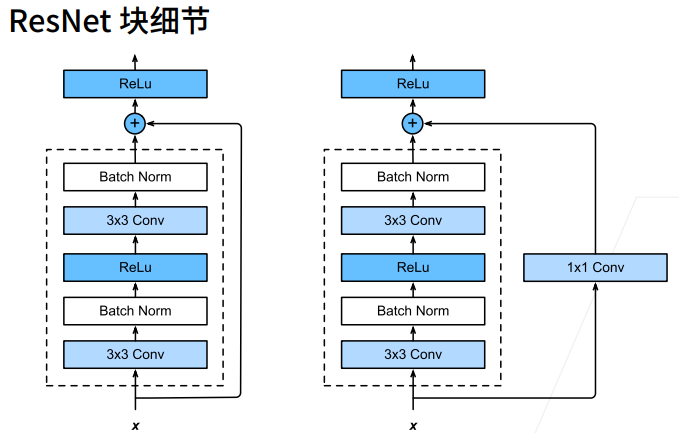 ResNet 块细节
ReLu
+
Batch Norm
3x3 Conv
ReLu
Batch Norm
3x3 Conv
x
ReLu
+
Batch Norm
3x3 Conv
ReLu
Batch Norm
3x3 Conv
1x1 Conv
x